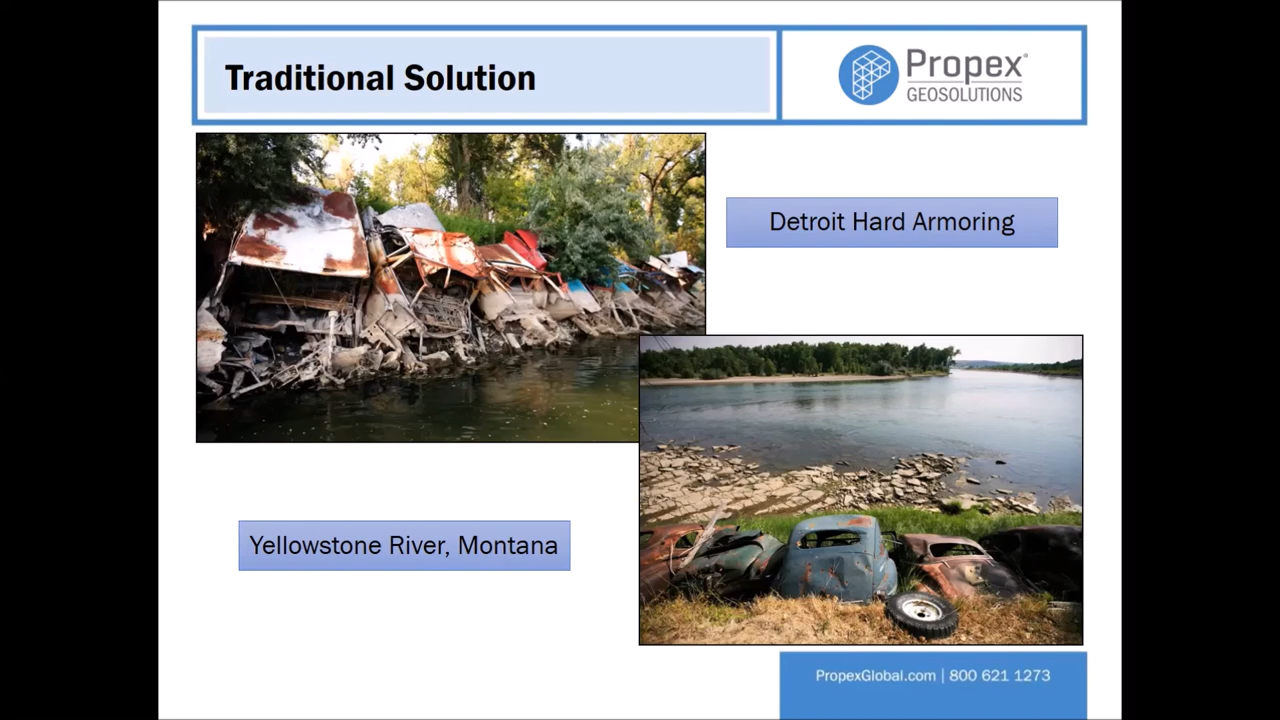 Traditional Solution
Propex®
GEOSOLUTIONS
Detroit Hard Armoring
Yellowstone River, Montana
PropexGlobal.com | 800 621 1273